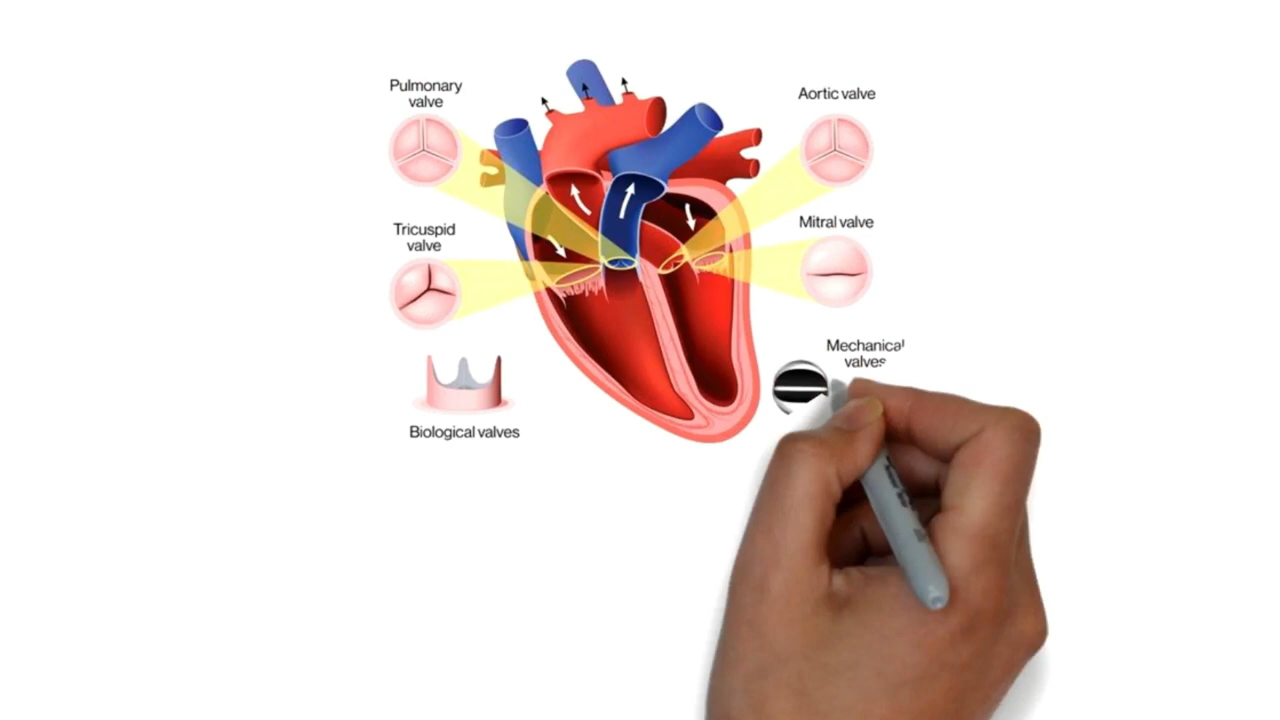 Pulmonary
valve
Aortic valve
Tricuspid
valve
Mitral valve
Mechanical
valves
Biological valves